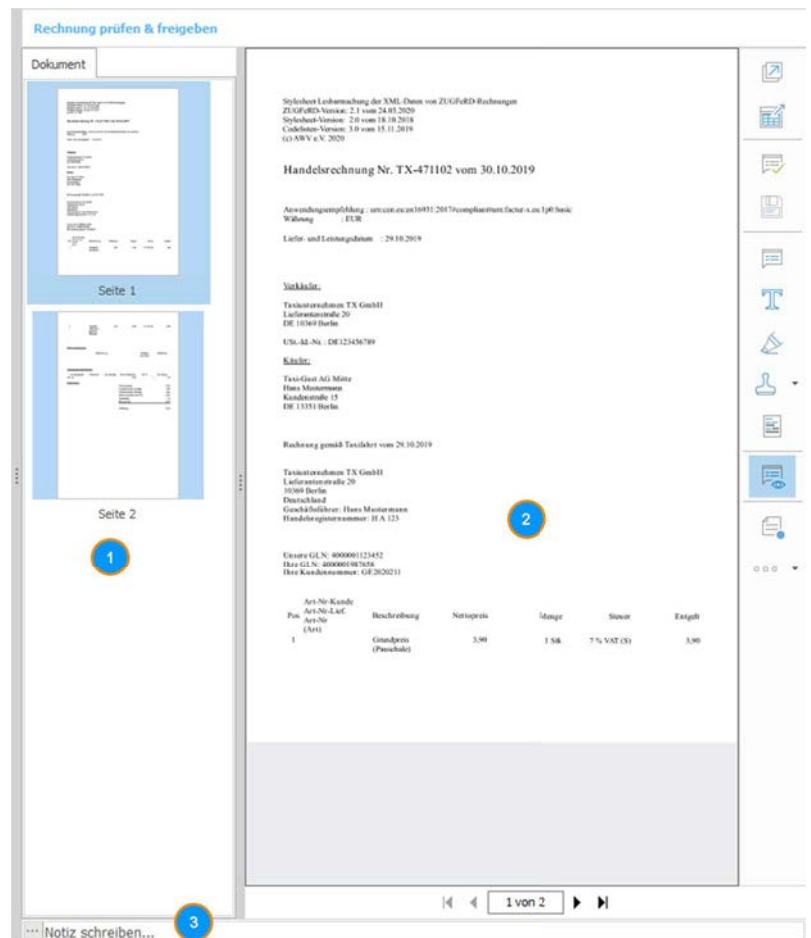 Rechnung prüfen & freigeben
Dokument
Seite 1
Seite 2
1
Stylesheet Lesbarmachung der XML-Daten von ZUGFeRD-Rechnungen
ZUGFeRD-Version: 2.1 vom 24.03.2020
Stylesheet-Version: 2.0 vom 18.10.2018
Codelisten-Version: 3.0 vom 15.11.2019
(c) AWV e.V. 2020
Handelsrechnung Nr. TX-471102 vom 30.10.2019
Anwendungsempfehlung : urn:cen.eu:en16931:2017#compliant#urn:factur-x.eu:1p0:basic
Währung : EUR
Liefer- und Leistungsdatum : 29.10.2019
Verkäufer:
Taxiunternehmen TX GmbH
Lieferantenstraße 20
DE 10369 Berlin
USt.-Id.-Nr. : DE123456789
Käufer:
Taxi-Gast AG Mitte
Hans Mustermann
Kundenstraße 15
DE 13351 Berlin
Rechnung gemäß Taxifahrt vom 29.10.2019
Taxiunternehmen TX GmbH
Lieferantenstraße 20
10369 Berlin
Deutschland
Geschäftsführer: Hans Mustermann
Handelsregisternummer: H A 123
2
Unsere GLN: 4000001123452
Ihre GLN: 4000001987658
Ihre Kundennummer: GE2020211
Pos Art-Nr-Kunde Art-Nr-Lief. Art-Nr (Art) Beschreibung Nettopreis Menge Steuer Entgelt
1 Grundpreis 3,90 1 Stk 7 % VAT (S) 3,90
(Pauschale)
1 von 2
Notiz schreiben...
3